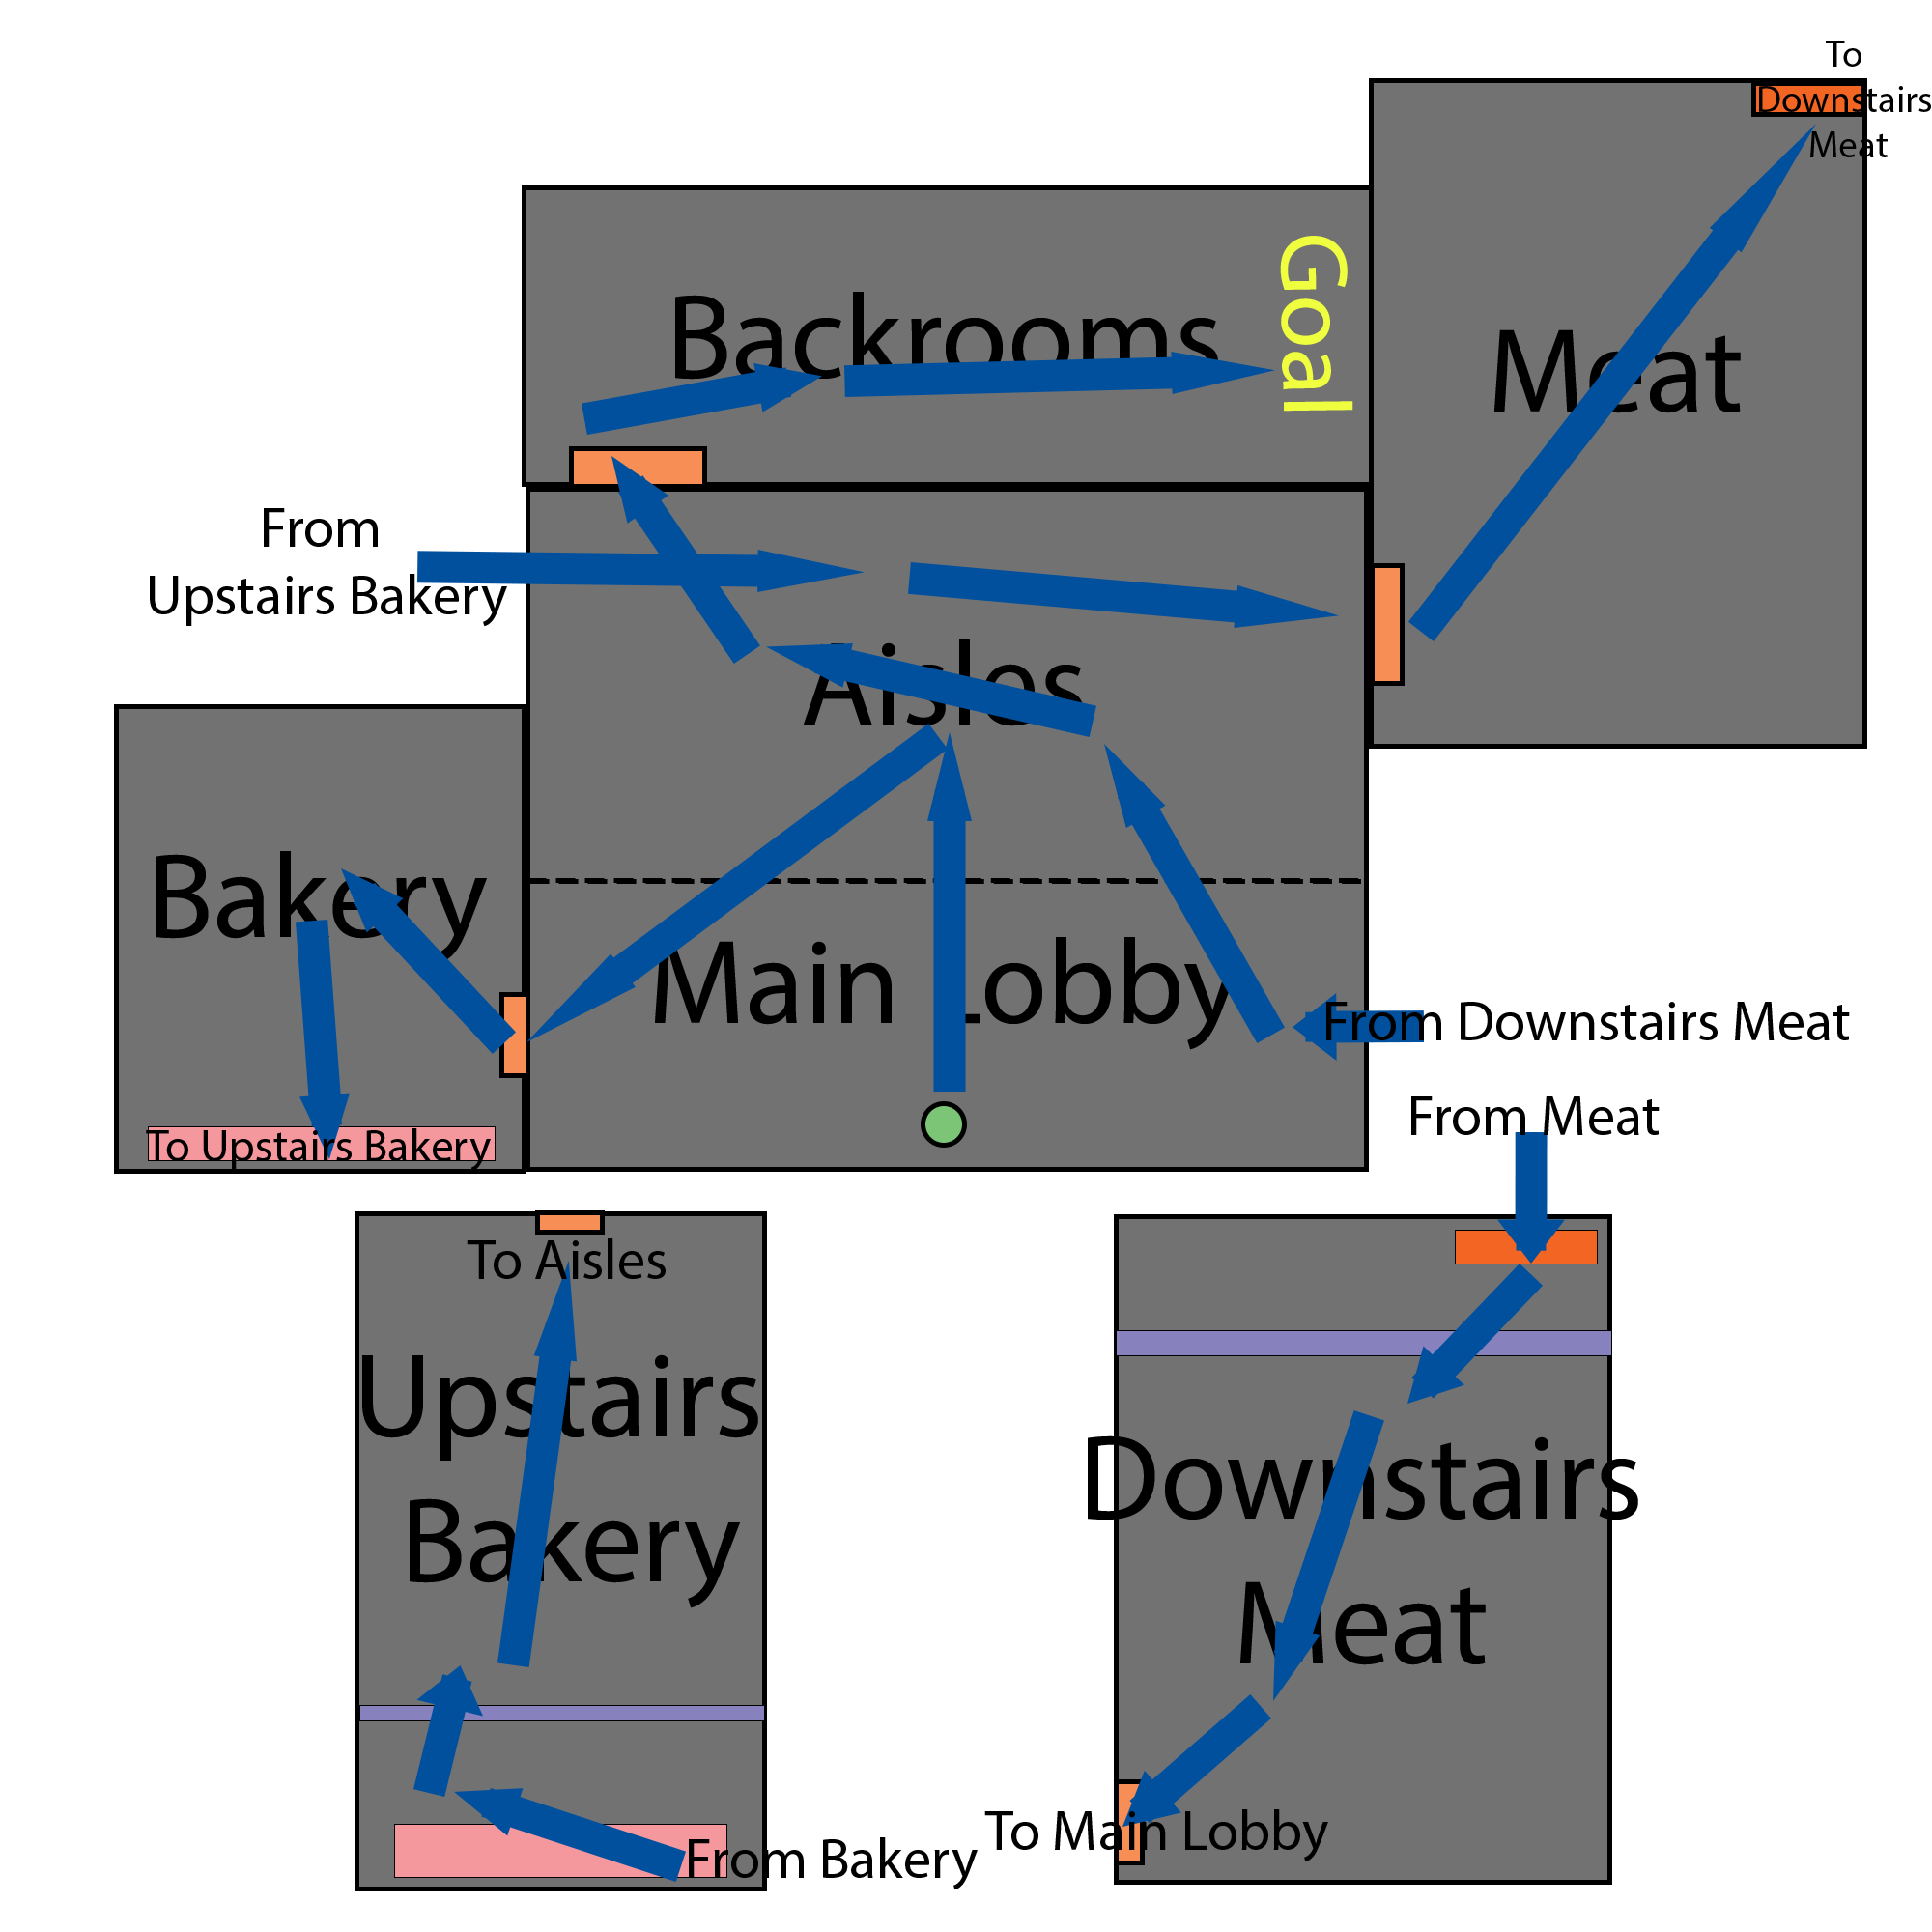 To
Downstairs
Meat
Backrooms
Goal
Meat
From
Upstairs Bakery
Aisles
Bakery
Main Lobby
From Downstairs Meat
From Meat
To Upstairs Bakery
To Aisles
Upstairs
Bakery
Downstairs
Meat
To Main Lobby
From Bakery